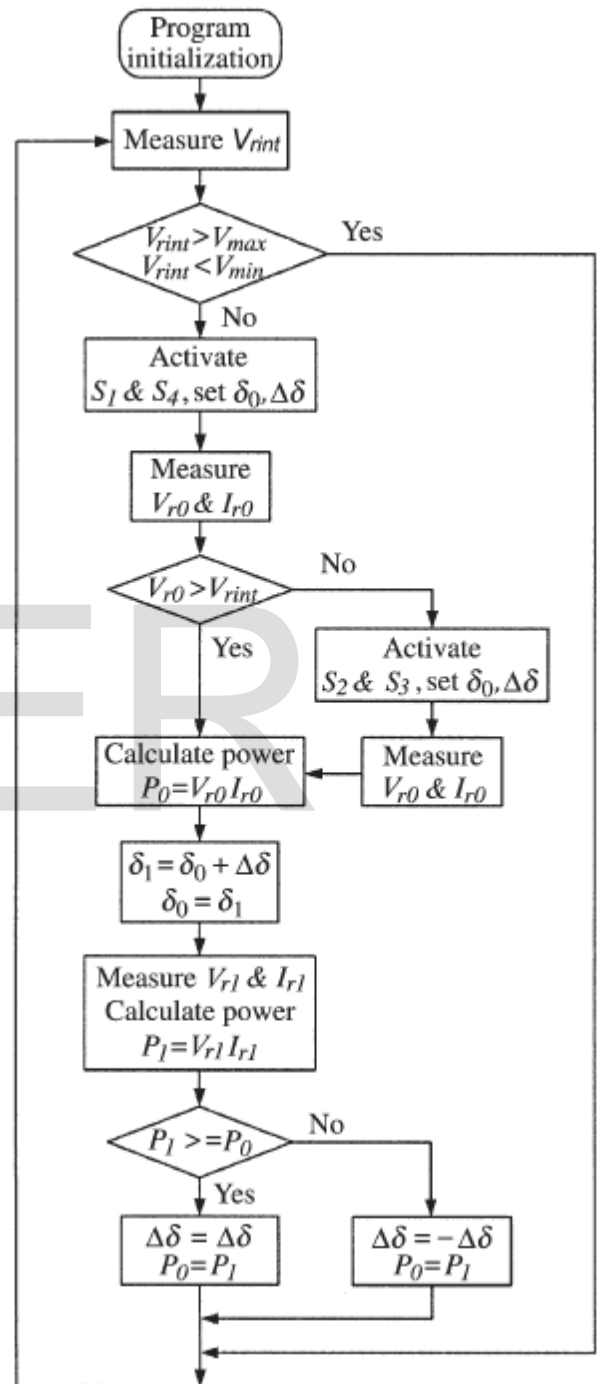 Program
initialization
Measure Vrint
Vrint>Vmax
Vrint<Vmin
Yes
No
Activate
S1 & S4, set δ0, Δδ
Measure
Vr0 & Ir0
Vr0>Vrint
No
Yes
Activate
S2 & S3, set δ0, Δδ
Calculate power
P0=Vr0 Ir0
Measure
Vr0 & Ir0
δ1 = δ0 + Δδ
δ0 = δ1
Measure Vr1 & Ir1
Calculate power
P1=Vr1 Ir1
P1 >=P0
No
Yes
Δδ = Δδ
P0=P1
Δδ = − Δδ
P0=P1
ER